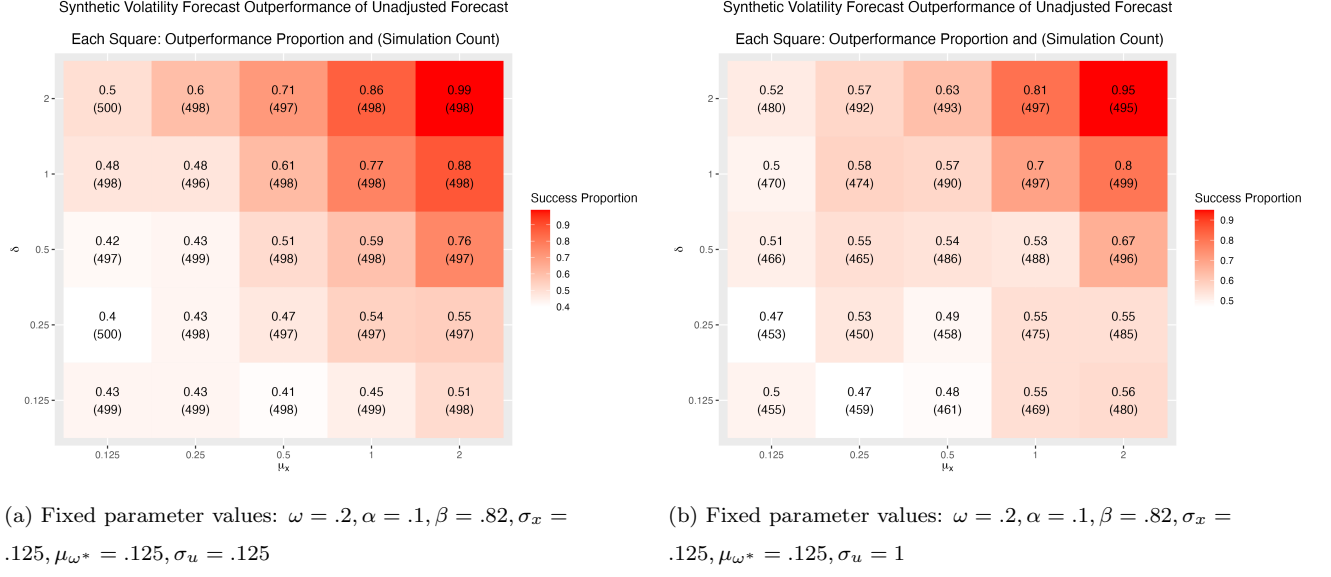 Synthetic Volatility Forecast Outperformance of Unadjusted Forecast
Each Square: Outperformance Proportion and (Simulation Count)
δ
2
0.5 0.6 0.71 0.86 0.99
(500) (498) (497) (498) (498)
1
0.48 0.48 0.61 0.77 0.88
(498) (496) (498) (498) (498)
0.5
0.42 0.43 0.51 0.59 0.76
(497) (499) (498) (498) (497)
0.25
0.4 0.43 0.47 0.54 0.55
(500) (498) (497) (497) (497)
0.125
0.43 0.43 0.41 0.45 0.51
(499) (499) (498) (499) (498)
0.125 0.25 0.5 1 2
μx
Success Proportion
0.9
0.8
0.7
0.6
0.5
0.4
(a) Fixed parameter values: ω = .2, α = .1, β = .82, σx =
.125, μω* = .125, σu = .125
Synthetic Volatility Forecast Outperformance of Unadjusted Forecast
Each Square: Outperformance Proportion and (Simulation Count)
δ
2
0.52 0.57 0.63 0.81 0.95
(480) (492) (493) (497) (495)
1
0.5 0.58 0.57 0.7 0.8
(470) (474) (490) (497) (499)
0.5
0.51 0.55 0.54 0.53 0.67
(466) (465) (486) (488) (496)
0.25
0.47 0.53 0.49 0.55 0.55
(453) (450) (458) (475) (485)
0.125
0.5 0.47 0.48 0.55 0.56
(455) (459) (461) (469) (480)
0.125 0.25 0.5 1 2
μx
Success Proportion
0.9
0.8
0.7
0.6
0.5
(b) Fixed parameter values: ω = .2, α = .1, β = .82, σx =
.125, μω* = .125, σu = 1